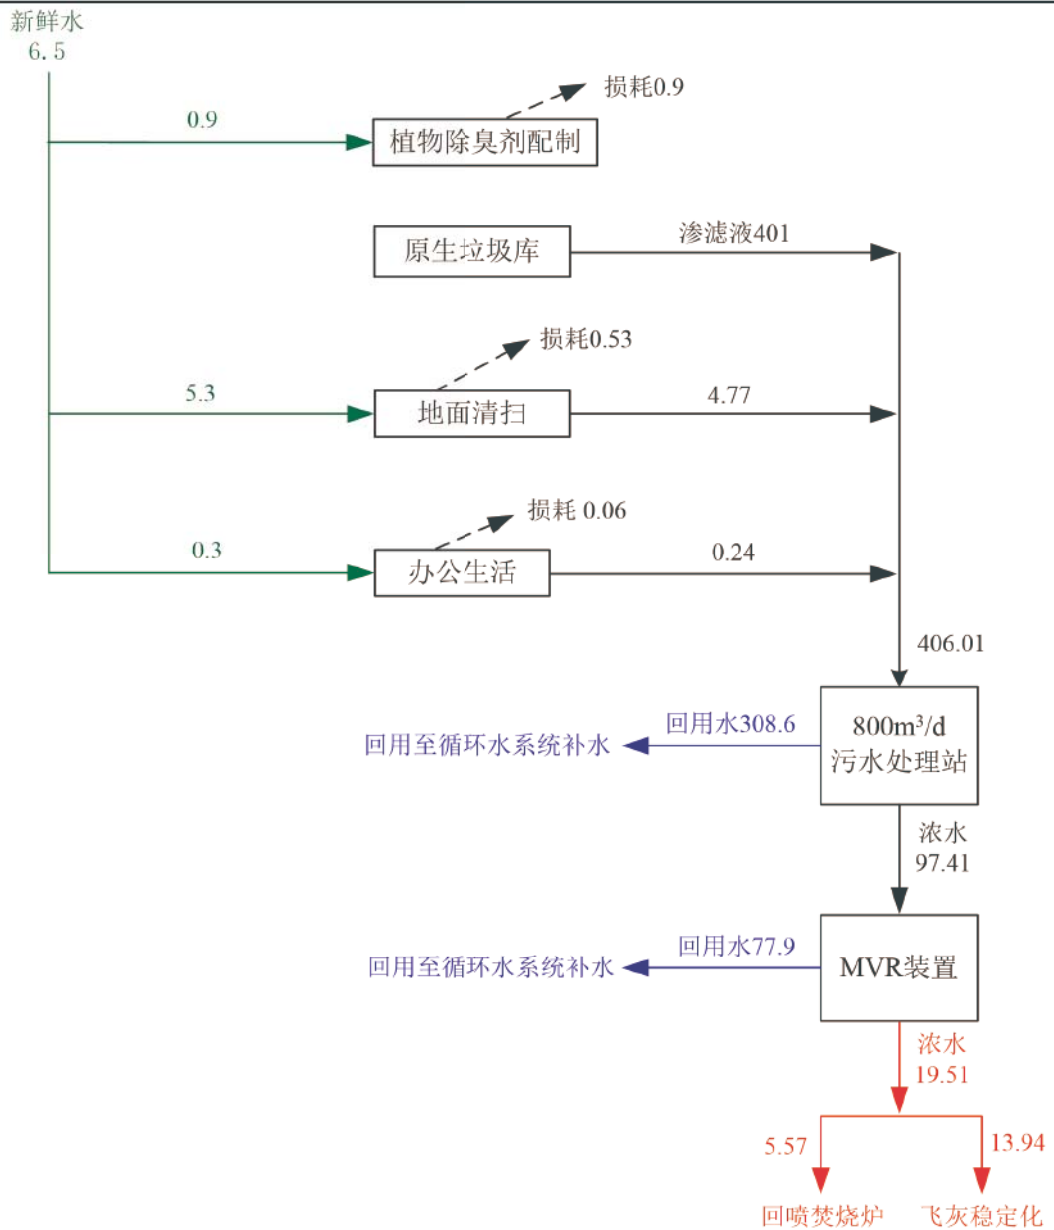 新鲜水
6.5
损耗0.9
0.9
植物除臭剂配制
渗滤液401
原生垃圾库
损耗0.53
5.3
地面清扫
4.77
损耗 0.06
0.3
办公生活
0.24
406.01
回用水308.6
800m³/d
污水处理站
回用至循环水系统补水
浓水
97.41
回用水77.9
回用至循环水系统补水
MVR装置
浓水
19.51
5.57
13.94
回喷焚烧炉
飞灰稳定化